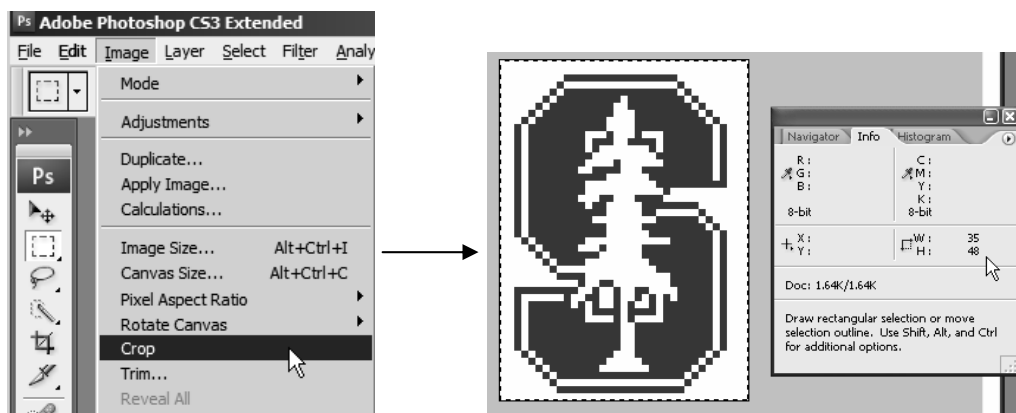 Ps Adobe Photoshop CS3 Extended
File Edit Image Layer Select Filter Analy
Mode
Adjustments
Duplicate...
Apply Image...
Calculations...
Image Size... Alt+Ctrl+I
Canvas Size... Alt+Ctrl+C
Pixel Aspect Ratio
Rotate Canvas
Crop
Trim...
Reveal All
Ps
Navigator Info Histogram
R: C:
G: M:
B: Y:
K:
8-bit 8-bit
X: W: 35
Y: H: 48
Doc: 1.64K/1.64K
Draw rectangular selection or move
selection outline. Use Shift, Alt, and Ctrl
for additional options.